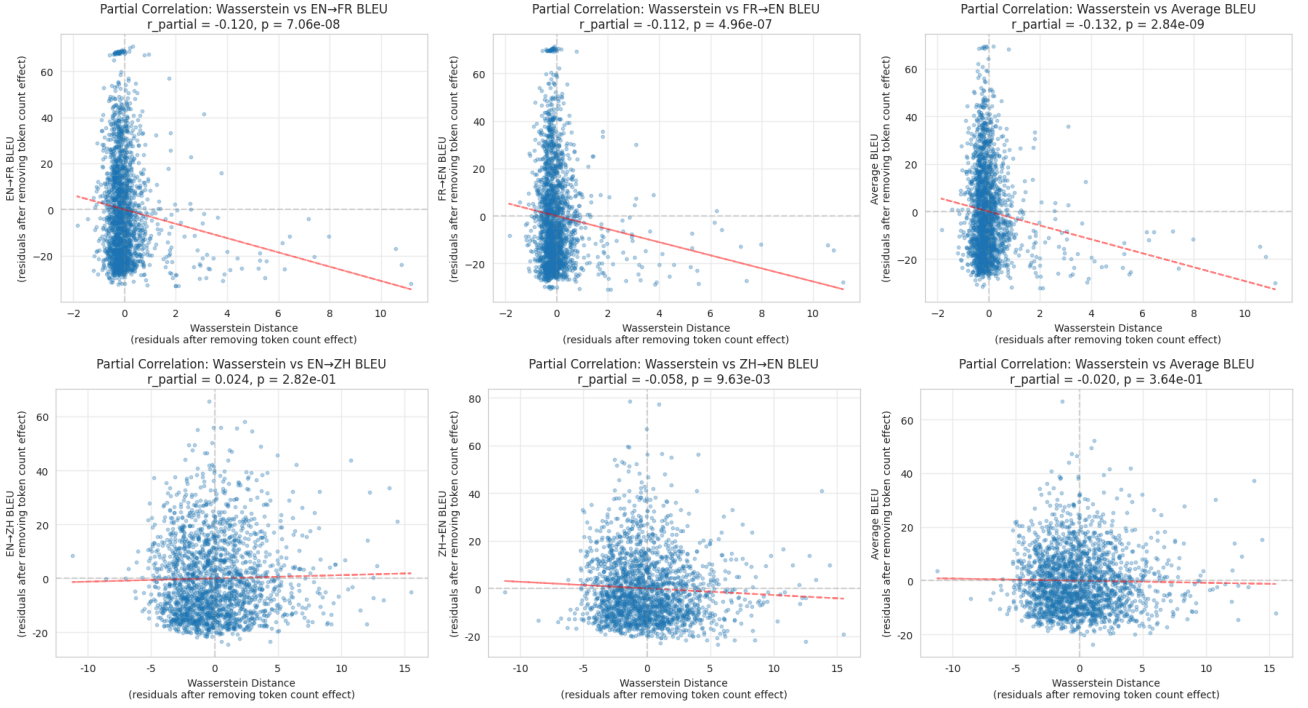 Partial Correlation: Wasserstein vs EN→FR BLEU
r_partial = -0.120, p = 7.06e-08
EN→FR BLEU
(residuals after removing token count effect)
60
40
20
0
−20
−2
0
2
4
6
8
10
Wasserstein Distance
(residuals after removing token count effect)
Partial Correlation: Wasserstein vs FR→EN BLEU
r_partial = -0.112, p = 4.96e-07
FR→EN BLEU
(residuals after removing token count effect)
60
40
20
0
−20
−2
0
2
4
6
8
10
Wasserstein Distance
(residuals after removing token count effect)
Partial Correlation: Wasserstein vs Average BLEU
r_partial = -0.132, p = 2.84e-09
Average BLEU
(residuals after removing token count effect)
60
40
20
0
−20
−2
0
2
4
6
8
10
Wasserstein Distance
(residuals after removing token count effect)
Partial Correlation: Wasserstein vs EN→ZH BLEU
r_partial = 0.024, p = 2.82e-01
EN→ZH BLEU
(residuals after removing token count effect)
60
40
20
0
−20
-10
-5
0
5
10
15
Wasserstein Distance
(residuals after removing token count effect)
Partial Correlation: Wasserstein vs ZH→EN BLEU
r_partial = -0.058, p = 9.63e-03
ZH→EN BLEU
(residuals after removing token count effect)
80
60
40
20
0
−20
-10
-5
0
5
10
15
Wasserstein Distance
(residuals after removing token count effect)
Partial Correlation: Wasserstein vs Average BLEU
r_partial = -0.020, p = 3.64e-01
Average BLEU
(residuals after removing token count effect)
60
40
20
0
−20
-10
-5
0
5
10
15
Wasserstein Distance
(residuals after removing token count effect)